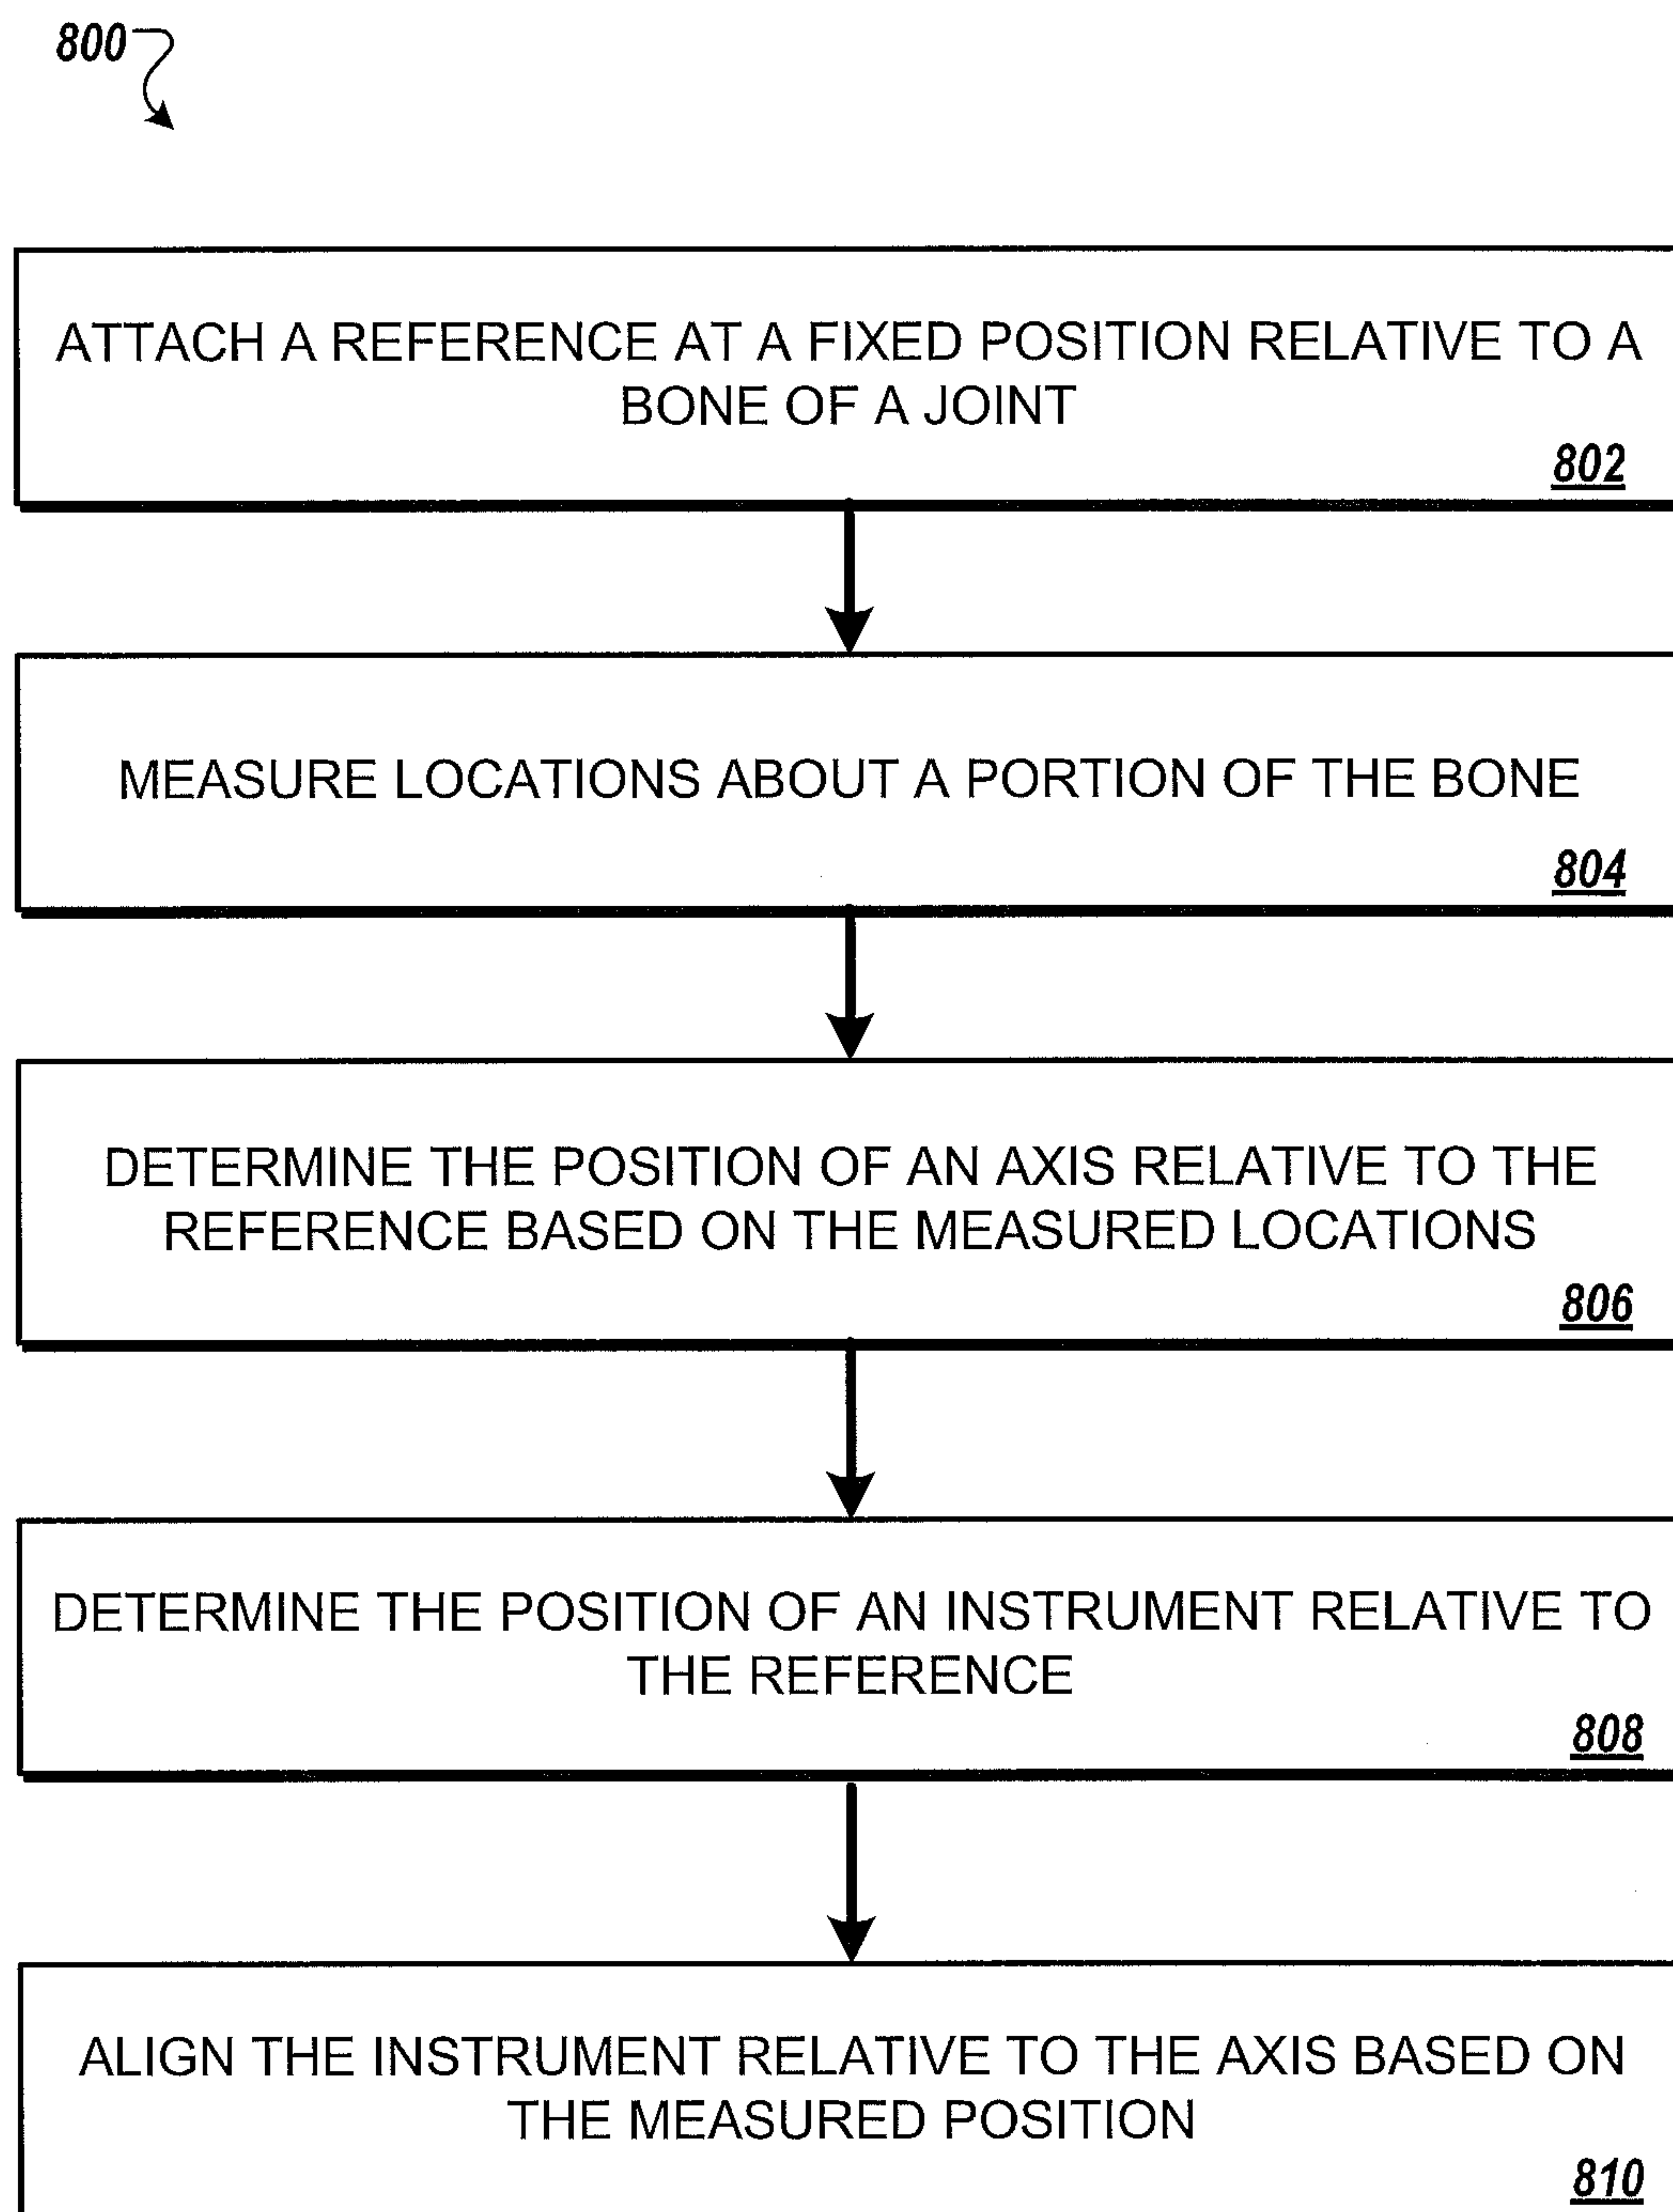 800
ATTACH A REFERENCE AT A FIXED POSITION RELATIVE TO A
BONE OF A JOINT
802
MEASURE LOCATIONS ABOUT A PORTION OF THE BONE
804
DETERMINE THE POSITION OF AN AXIS RELATIVE TO THE
REFERENCE BASED ON THE MEASURED LOCATIONS
806
DETERMINE THE POSITION OF AN INSTRUMENT RELATIVE TO
THE REFERENCE
808
ALIGN THE INSTRUMENT RELATIVE TO THE AXIS BASED ON
THE MEASURED POSITION
810